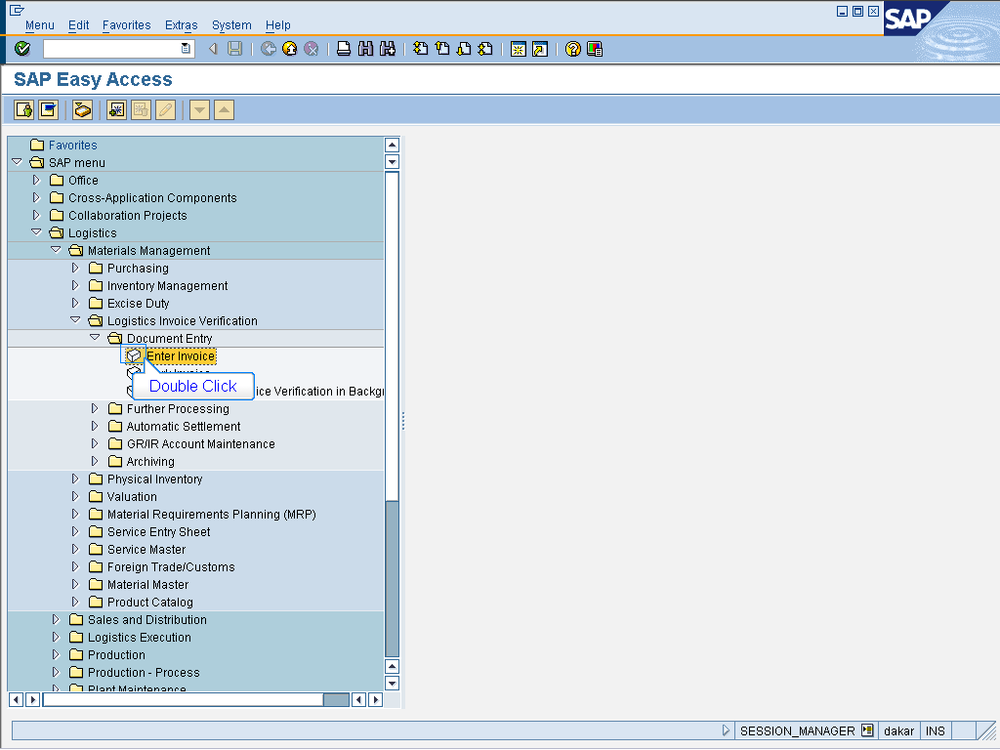 Menu Edit Favorites Extras System Help
SAP
SAP Easy Access
Favorites
SAP menu
Office
Cross-Application Components
Collaboration Projects
Logistics
Materials Management
Purchasing
Inventory Management
Excise Duty
Logistics Invoice Verification
Document Entry
Enter Invoice
Invoice
Double Click
ice Verification in Backgr
Further Processing
Automatic Settlement
GR/IR Account Maintenance
Archiving
Physical Inventory
Valuation
Material Requirements Planning (MRP)
Service Entry Sheet
Service Master
Foreign Trade/Customs
Material Master
Product Catalog
Sales and Distribution
Logistics Execution
Production
Production - Process
Plant Maintenance
SESSION_MANAGER dakar INS